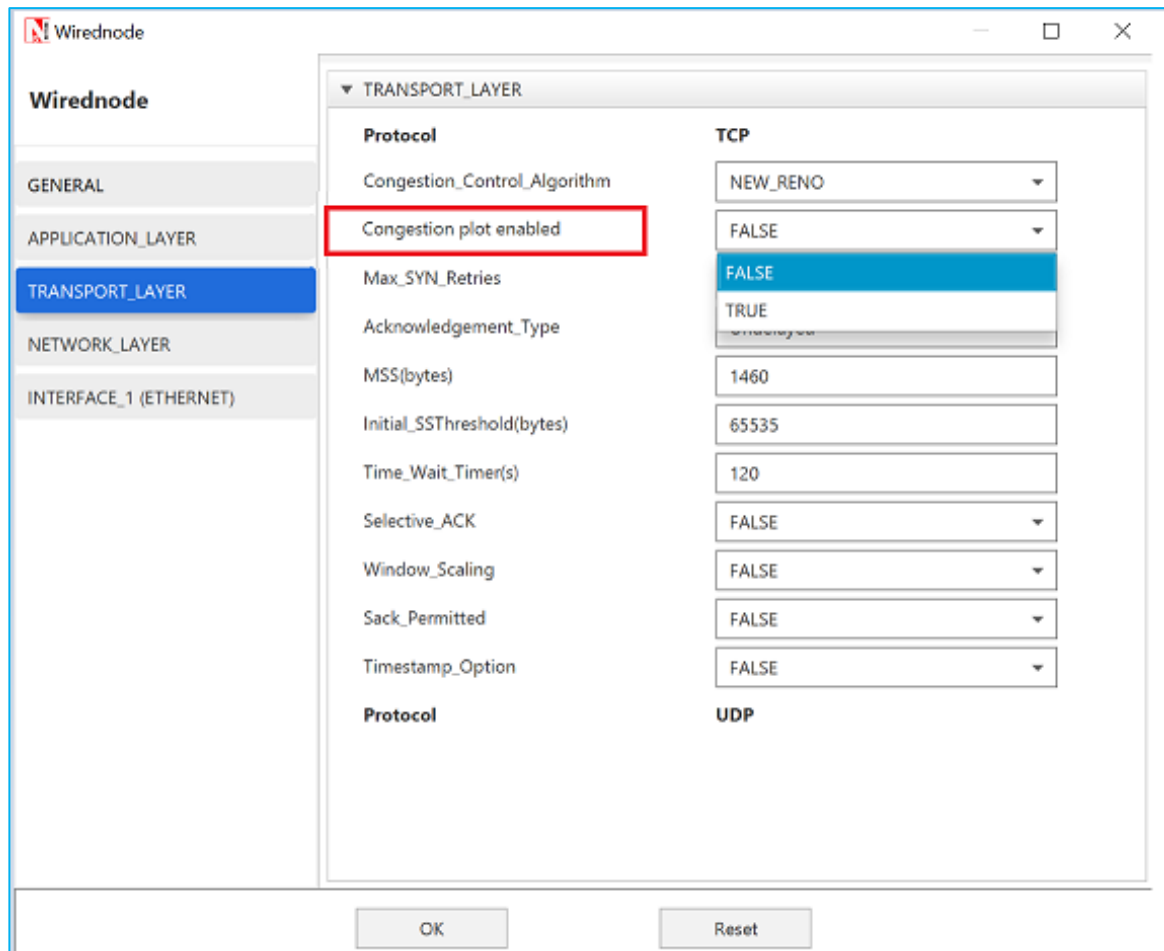 Wirednode
Wirednode
GENERAL
APPLICATION_LAYER
TRANSPORT_LAYER
NETWORK_LAYER
INTERFACE_1 (ETHERNET)
TRANSPORT_LAYER
Protocol TCP
Congestion_Control_Algorithm NEW_RENO
Congestion plot enabled FALSE
FALSE
TRUE
Max_SYN_Retries
Acknowledgement_Type Undelayed
MSS(bytes) 1460
Initial_SSThreshold(bytes) 65535
Time_Wait_Timer(s) 120
Selective_ACK FALSE
Window_Scaling FALSE
Sack_Permitted FALSE
Timestamp_Option FALSE
Protocol UDP
OK Reset